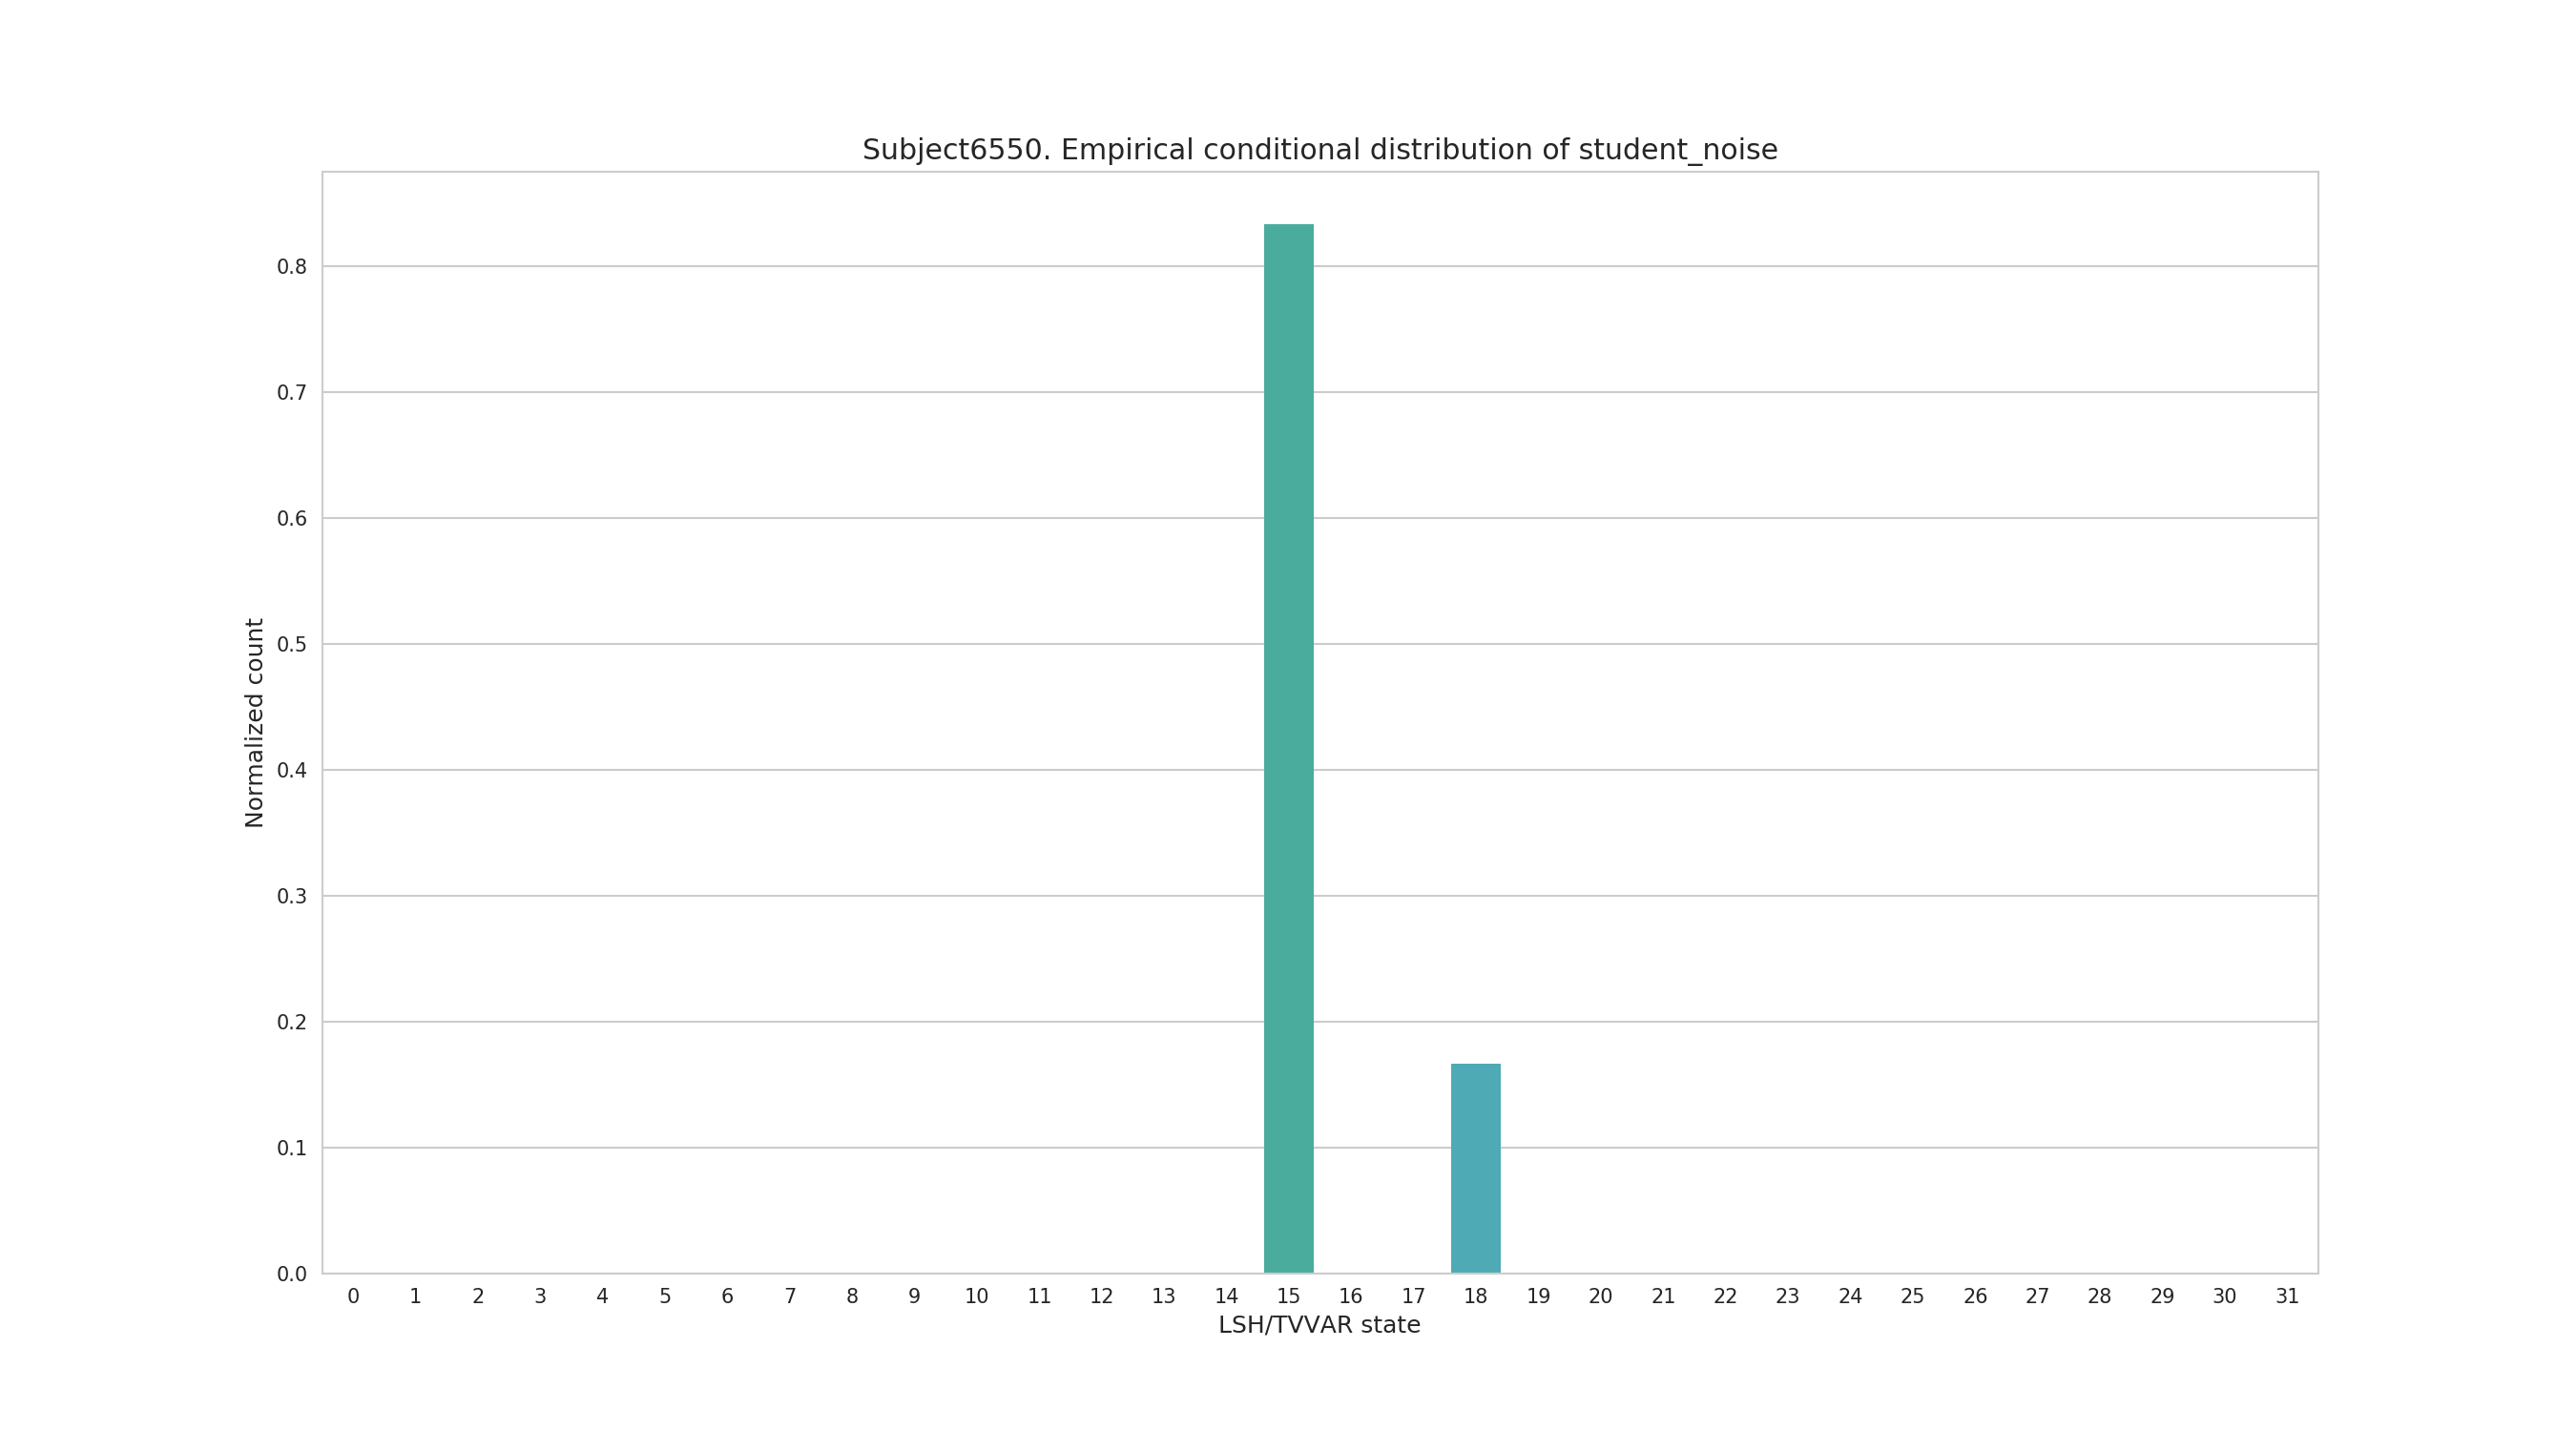 Subject6550. Empirical conditional distribution of student_noise
0.8
0.7
0.6
0.5
0.4
0.3
0.2
0.1
0.0
Normalized count
0 1 2 3 4 5 6 7 8 9 10 11 12 13 14 15 16 17 18 19 20 21 22 23 24 25 26 27 28 29 30 31
LSH/TVVAR state